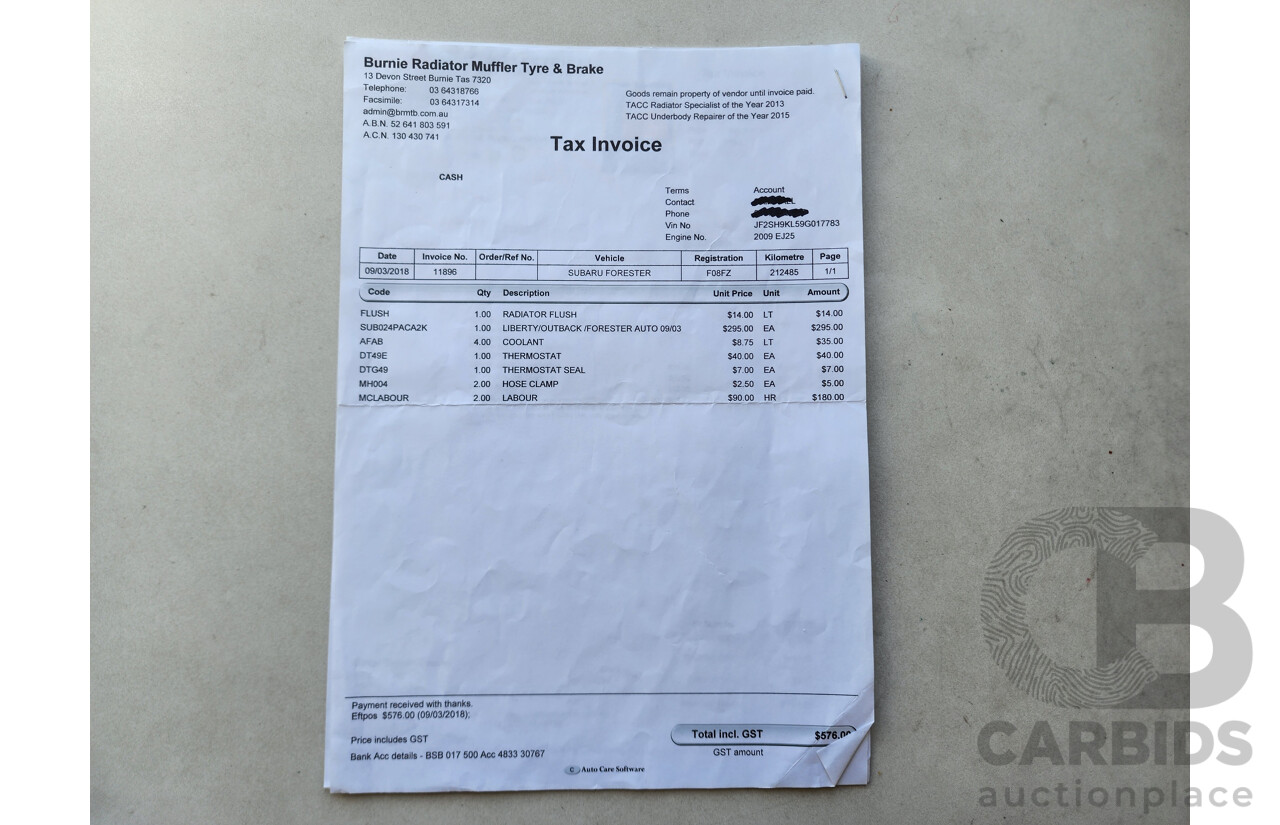 Burnie Radiator Muffler Tyre & Brake
13 Devon Street Burnie Tas 7320
Telephone: 03 64318766
Facsimile: 03 64317314
admin@brmtb.com.au
A.B.N. 52 641 803 591
A.C.N. 130 430 741
Goods remain property of vendor until invoice paid.
TACC Radiator Specialist of the Year 2013
TACC Underbody Repairer of the Year 2015
Tax Invoice
CASH
Terms Account
Contact
Phone
Vin No JF2SH9KL59G017783
Engine No. 2009 EJ25
Date Invoice No. Order/Ref No. Vehicle Registration Kilometre Page
09/03/2018 11896 SUBARU FORESTER F08FZ 212485 1/1
Code Qty Description Unit Price Unit Amount
FLUSH 1.00 RADIATOR FLUSH $14.00 LT $14.00
SUB024PACA2K 1.00 LIBERTY/OUTBACK /FORESTER AUTO 09/03 $295.00 EA $295.00
AFAB 4.00 COOLANT $8.75 LT $35.00
DT49E 1.00 THERMOSTAT $40.00 EA $40.00
DTG49 1.00 THERMOSTAT SEAL $7.00 EA $7.00
MH004 2.00 HOSE CLAMP $2.50 EA $5.00
MCLABOUR 2.00 LABOUR $90.00 HR $180.00
Payment received with thanks.
Eftpos $576.00 (09/03/2018);
Price includes GST
Bank Acc details - BSB 017 500 Acc 4833 30767
Total incl. GST $576.00
GST amount
C Auto Care Software
CB
CARBIDS
auctionplace